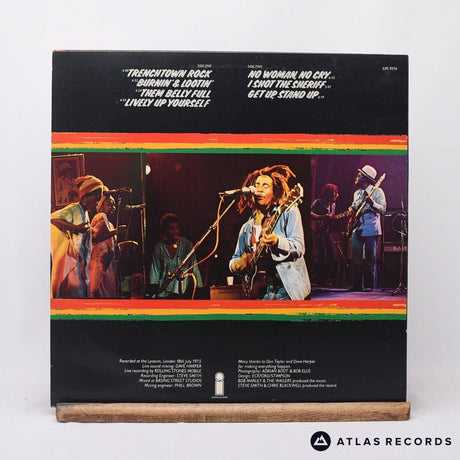 SIDE ONE
TRENCHTOWN ROCK
BURNIN' & LOOTIN'
THEM BELLY FULL
LIVELY UP YOURSELF
SIDE TWO
NO WOMAN, NO CRY
I SHOT THE SHERIFF
GET UP, STAND UP
ILPS 9376
Recorded at the Lyceum, London 18th July 1975
Live sound mixing: DAVE HARPER
Live recording by ROLLING STONES MOBILE
Recording Engineer: STEVE SMITH
Mixed at BASING STREET STUDIOS
Mixing engineer: PHILL BROWN
Many thanks to Don Taylor and Dave Harper
for making everything happen.
Photography: ADRIAN BOOT & BOB ELLIS
Design:
BOB MARLEY & THE WAILERS produced the music.
STEVE SMITH & CHRIS BLACKWELL produced the record.
ATLAS RECORDS